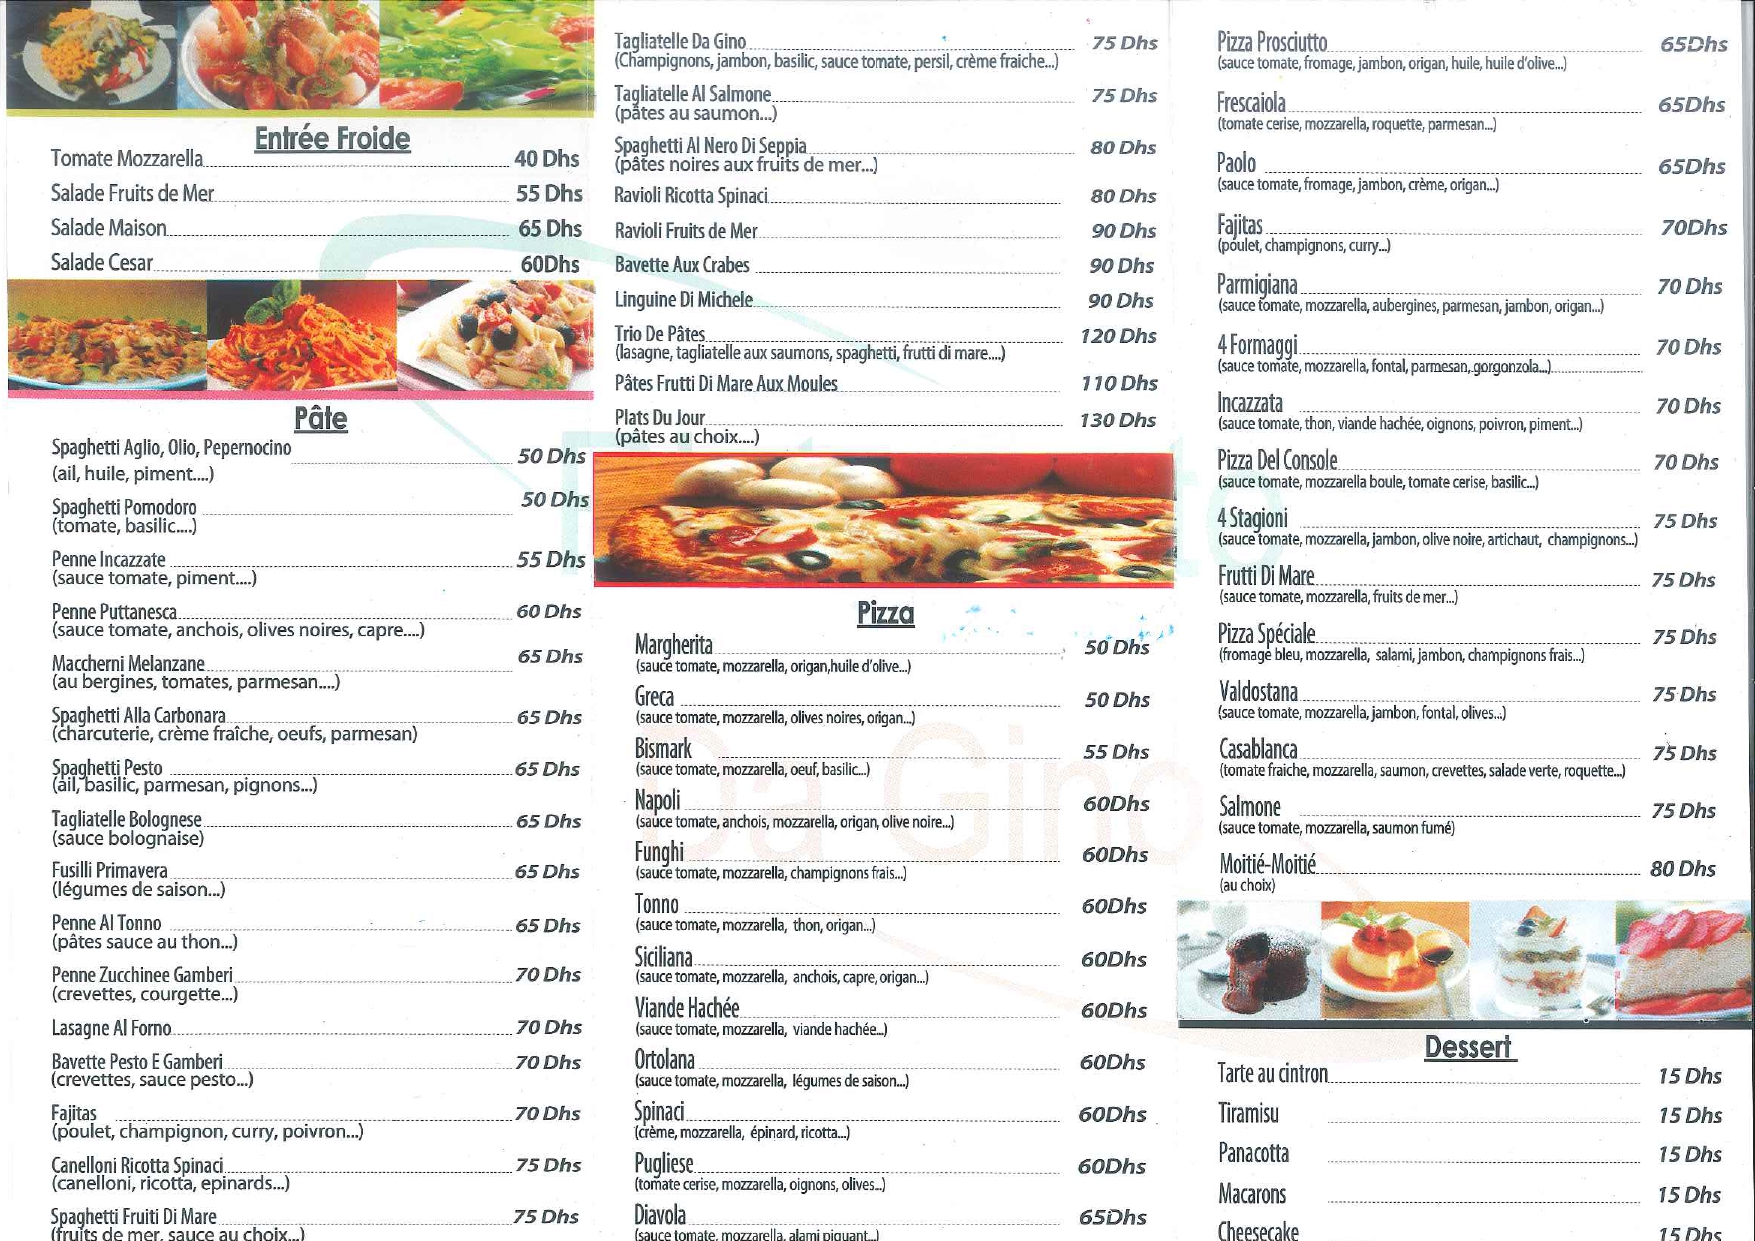 Entrée Froide
Tomate Mozzarella 40 Dhs
Salade Fruits de Mer 55 Dhs
Salade Maison 65 Dhs
Salade Cesar 60Dhs
Pâte
Spaghetti Aglio, Olio, Pepernocino 50 Dhs
(ail, huile, piment....)
Spaghetti Pomodoro 50 Dhs
(tomate, basilic....)
Penne Incazzate 55 Dhs
(sauce tomate, piment....)
Penne Puttanesca 60 Dhs
(sauce tomate, anchois, olives noires, capre....)
Maccherni Melanzane 65 Dhs
(au bergines, tomates, parmesan....)
Spaghetti Alla Carbonara 65 Dhs
(charcuterie, crème fraîche, oeufs, parmesan)
Spaghetti Pesto 65 Dhs
(ail, basilic, parmesan, pignons...)
Tagliatelle Bolognese 65 Dhs
(sauce bolognaise)
Fusilli Primavera 65 Dhs
(légumes de saison...)
Penne Al Tonno 65 Dhs
(pâtes sauce au thon...)
Penne Zucchinee Gamberi 70 Dhs
(crevettes, courgette...)
Lasagne Al Forno 70 Dhs
Bavette Pesto E Gamberi 70 Dhs
(crevettes, sauce pesto...)
Fajitas 70 Dhs
(poulet, champignon, curry, poivron...)
Canelloni Ricotta Spinaci 75 Dhs
(canelloni, ricotta, epinards...)
Spaghetti Fruiti Di Mare 75 Dhs
(fruits de mer, sauce au choix...)
Tagliatelle Da Gino 75 Dhs
(Champignons, jambon, basilic, sauce tomate, persil, crème fraiche...)
Tagliatelle Al Salmone 75 Dhs
(pâtes au saumon...)
Spaghetti Al Nero Di Seppia 80 Dhs
(pâtes noires aux fruits de mer...)
Ravioli Ricotta Spinaci 80 Dhs
Ravioli Fruits de Mer 90 Dhs
Bavette Aux Crabes 90 Dhs
Linguine Di Michele 90 Dhs
Trio De Pâtes 120 Dhs
(lasagne, tagliatelle aux saumons, spaghetti, frutti di mare....)
Pâtes Frutti Di Mare Aux Moules 110 Dhs
Plats Du Jour 130 Dhs
(pâtes au choix....)
Pizza
Margherita 50 Dhs
(sauce tomate, mozzarella, origan,huile d'olive...)
Greca 50 Dhs
(sauce tomate, mozzarella, olives noires, origan...)
Bismark 55 Dhs
(sauce tomate, mozzarella, oeuf, basilic...)
Napoli 60Dhs
(sauce tomate, anchois, mozzarella, origan, olive noire...)
Funghi 60Dhs
(sauce tomate, mozzarella, champignons frais...)
Tonno 60Dhs
(sauce tomate, mozzarella, thon, origan...)
Siciliana 60Dhs
(sauce tomate, mozzarella, anchois, capre, origan...)
Viande Hachée 60Dhs
(sauce tomate, mozzarella, viande hachée...)
Ortolana 60Dhs
(sauce tomate, mozzarella, légumes de saison...)
Spinaci 60Dhs
(crème, mozzarella, épinard, ricotta...)
Pugliese 60Dhs
(tomate cerise, mozzarella, oignons, olives...)
Diavola 65Dhs
(sauce tomate, mozzarella, alami piquant...)
Pizza Prosciutto 65Dhs
(sauce tomate, fromage, jambon, origan, huile, huile d'olive...)
Frescaiola 65Dhs
(tomate cerise, mozzarella, roquette, parmesan...)
Paolo 65Dhs
(sauce tomate, fromage, jambon, crème, origan...)
Fajitas 70Dhs
(poulet, champignons, curry...)
Parmigiana 70 Dhs
(sauce tomate, mozzarella, aubergines, parmesan, jambon, origan...)
4 Formaggi 70 Dhs
(sauce tomate, mozzarella, fontal, parmesan, gorgonzola...)
Incazzata 70 Dhs
(sauce tomate, thon, viande hachée, oignons, poivron, piment...)
Pizza Del Console 70 Dhs
(sauce tomate, mozzarella boule, tomate cerise, basilic...)
4 Stagioni 75 Dhs
(sauce tomate, mozzarella, jambon, olive noire, artichaut, champignons...)
Frutti Di Mare 75 Dhs
(sauce tomate, mozzarella, fruits de mer...)
Pizza Spéciale 75 Dhs
(fromage bleu, mozzarella, salami, jambon, champignons frais...)
Valdostana 75 Dhs
(sauce tomate, mozzarella, jambon, fontal, olives...)
Casablanca 75 Dhs
(tomate fraiche, mozzarella, saumon, crevettes, salade verte, roquette...)
Salmone 75 Dhs
(sauce tomate, mozzarella, saumon fumé)
Moitié-Moitié 80 Dhs
(au choix)
Dessert
Tarte au cintron 15 Dhs
Tiramisu 15 Dhs
Panacotta 15 Dhs
Macarons 15 Dhs
Cheesecake 15 Dhs
Da Gino